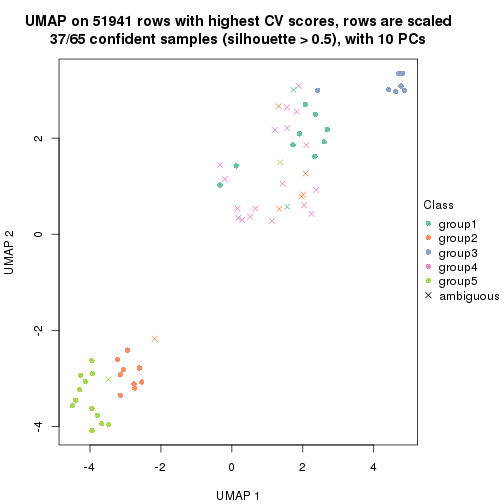 UMAP on 51941 rows with highest CV scores, rows are scaled
37/65 confident samples (silhouette > 0.5), with 10 PCs
2
0
-2
-4
UMAP 2
-4
-2
0
2
4
UMAP 1
Class
group1
group2
group3
group4
group5
ambiguous